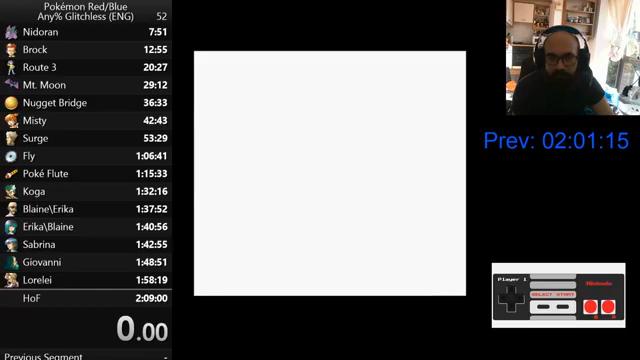 Pokémon Red/Blue
Any% Glitchless (ENG) 52
Nidoran 7:51
Brock 12:55
Route 3 20:27
Mt. Moon 29:12
Nugget Bridge 36:33
Misty 42:43
Surge 53:29
Fly 1:06:41
Poké Flute 1:15:33
Koga 1:32:16
Blaine\Erika 1:37:52
Erika\Blaine 1:40:56
Sabrina 1:42:55
Giovanni 1:48:51
Lorelei 1:58:19
HoF 2:09:00
0.00
Previous Segment -
Prev: 02:01:15
Player 1
Nintendo
SELECT START